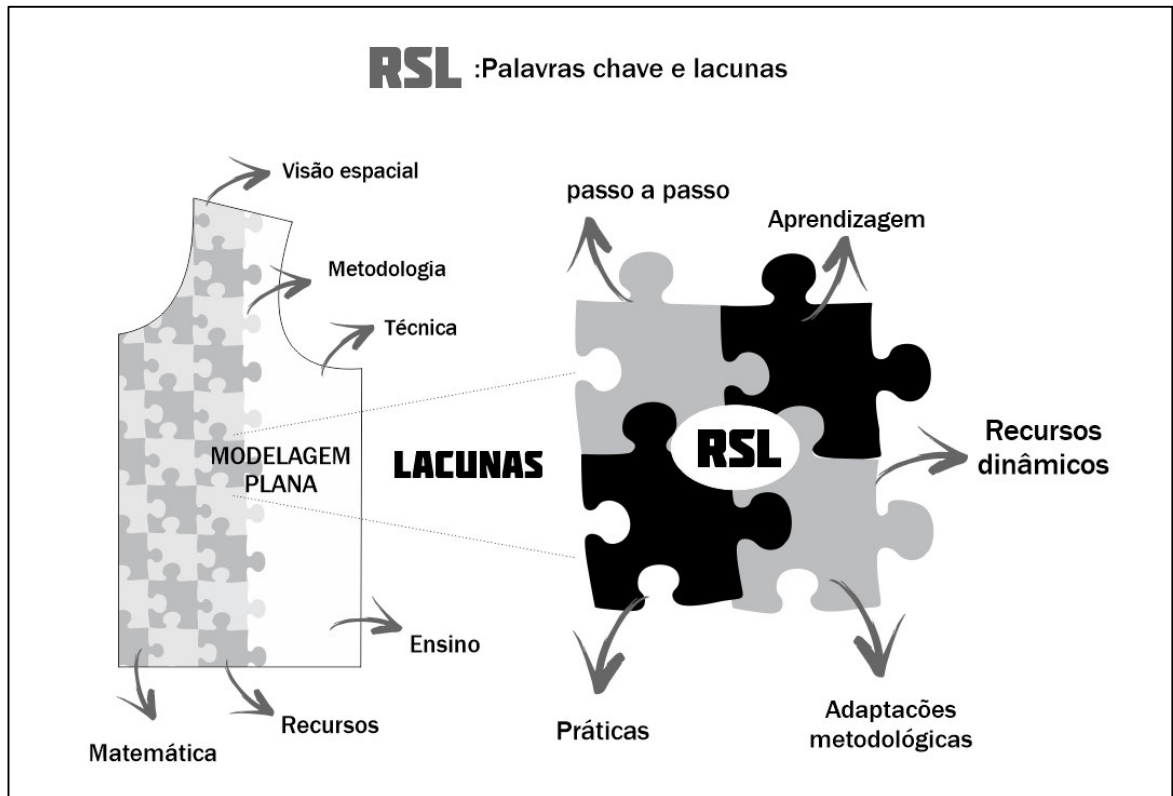 RSL :Palavras chave e lacunas
Visão espacial
Metodologia
Técnica
MODELAGEM
PLANA
Ensino
Recursos
Matemática
LACUNAS
passo a passo
Aprendizagem
RSL
Recursos
dinâmicos
Práticas
Adaptacões
metodológicas